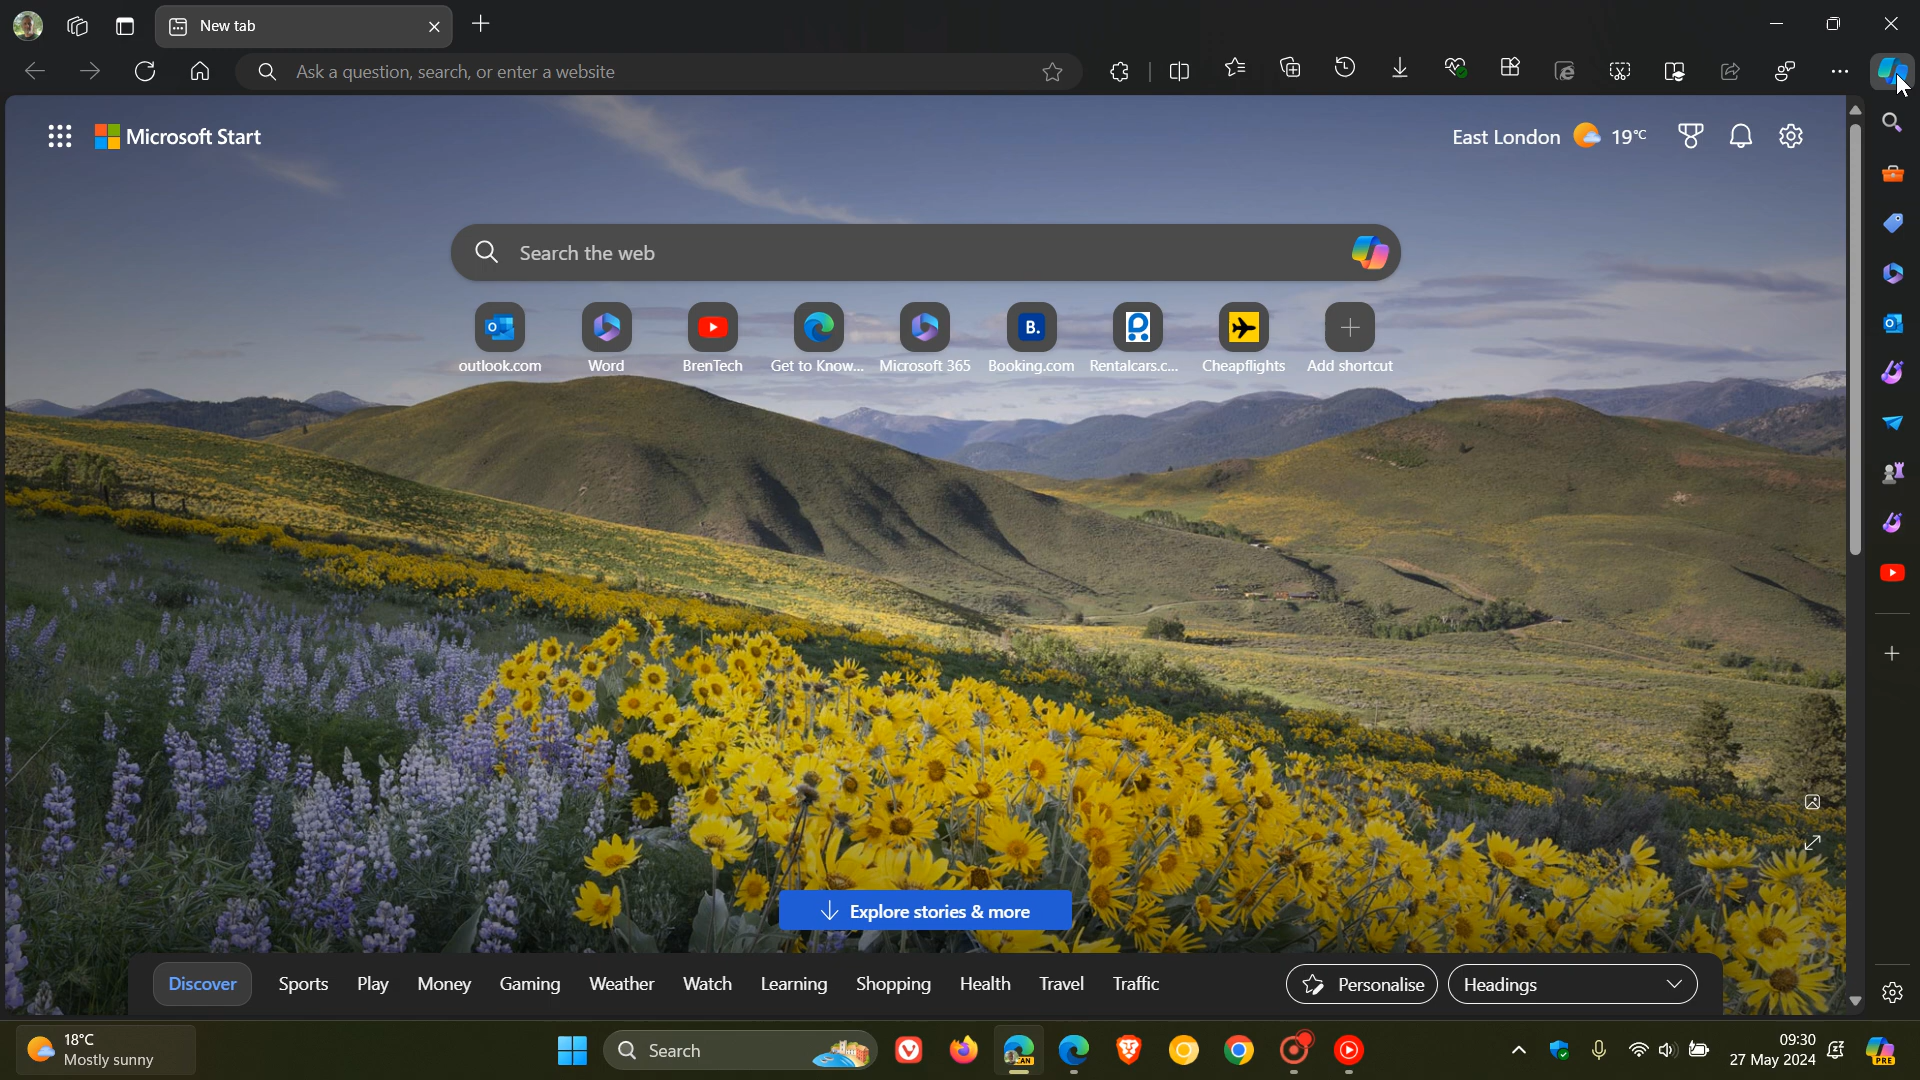 New tab
Ask a question, search, or enter a website
Microsoft Start
East London 19°C
Search the web
outlook.com Word BrenTech Get to Know... Microsoft 365 Booking.com Rentalcars.c... Cheapflights Add shortcut
Explore stories & more
Discover Sports Play Money Gaming Weather Watch Learning Shopping Health Travel Traffic Personalise Headings
18°C
Mostly sunny
Search
CAN
09:30
27 May 2024
PRE